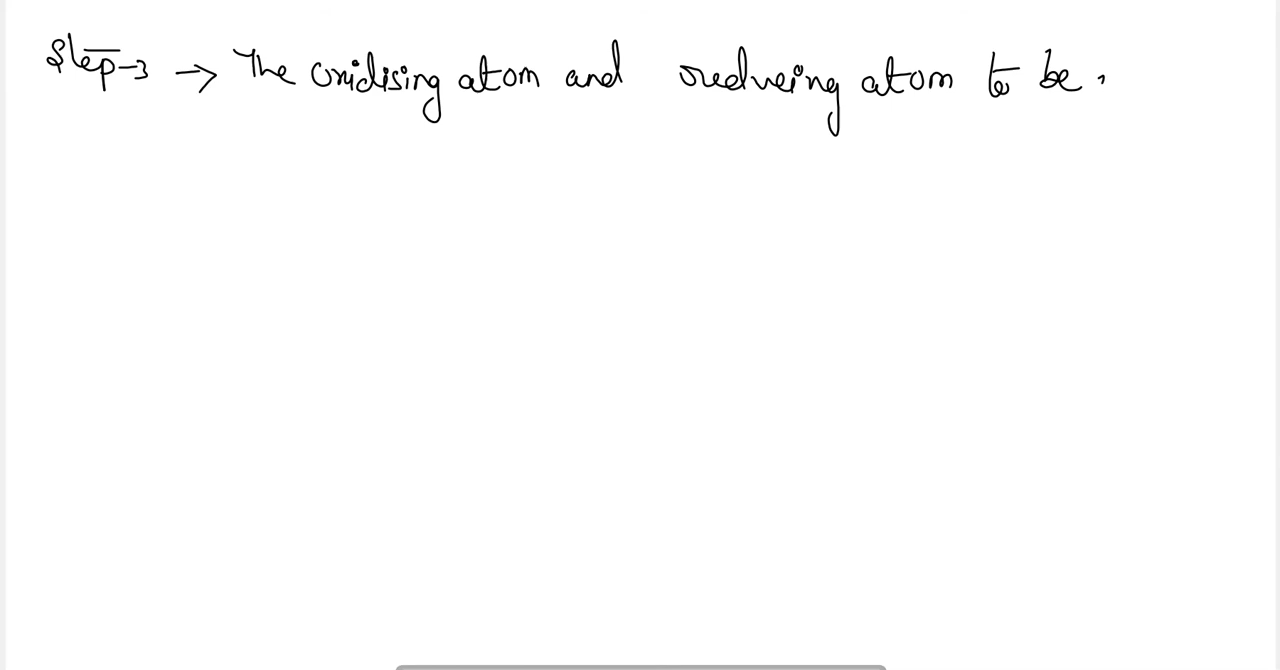 Step-3 → The oxidising atom and reducing atom to be.